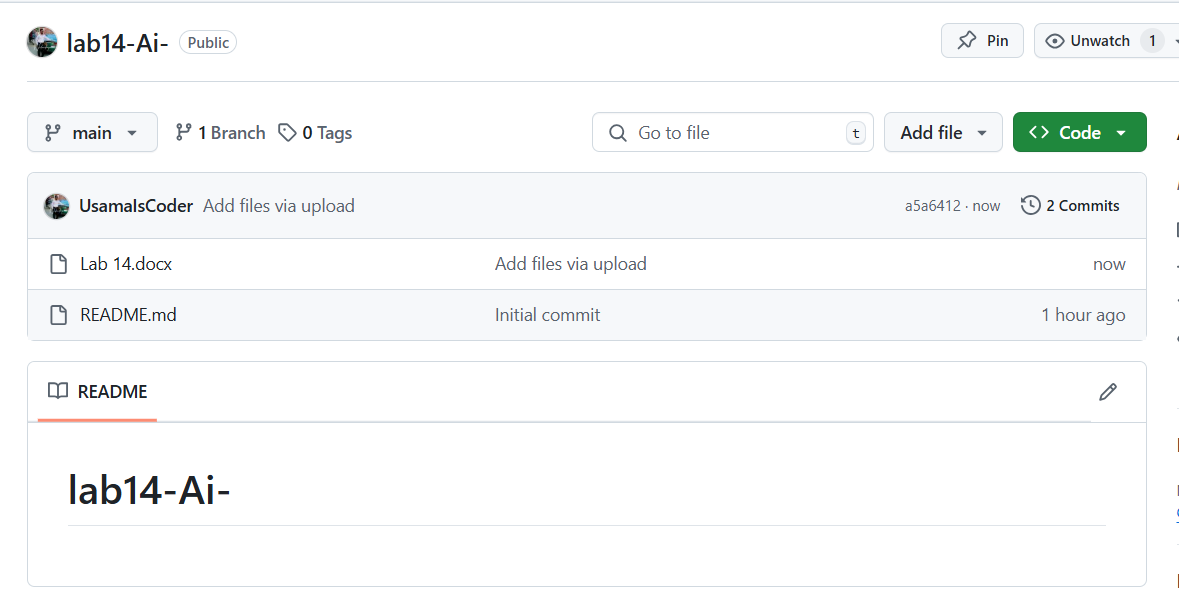 lab14-Ai- Public Pin Unwatch 1
main 1 Branch 0 Tags Go to file t Add file Code
UsamaIsCoder Add files via upload a5a6412 · now 2 Commits
Lab 14.docx Add files via upload now
README.md Initial commit 1 hour ago
README
lab14-Ai-